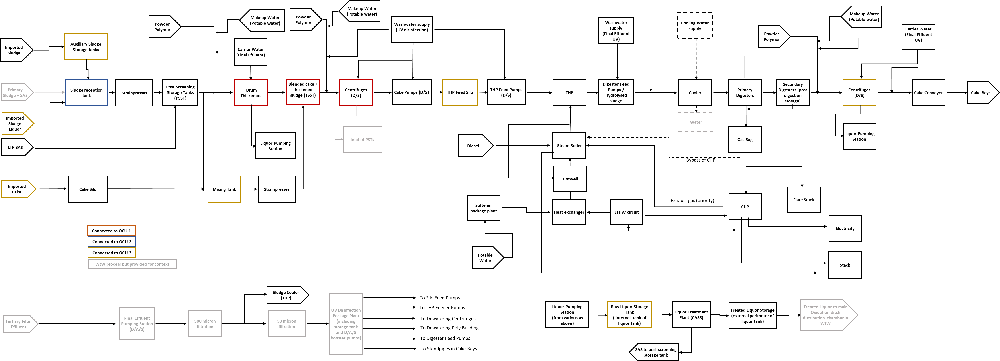 Imported
Sludge
Auxiliary Sludge
Storage tanks
Powder
Polymer
Makeup Water
(Potable water)
Powder
Polymer
Makeup Water
(Potable water)
Carrier Water
(Final Effluent)
Washwater supply
(UV disinfection)
Washwater
supply
(Final Effluent
UV)
Cooling Water
supply
Powder
Polymer
Makeup Water
(Potable water)
Carrier Water
(Final Effluent
UV)
Primary
Sludge + SAS
Sludge reception
tank
Strainpresses
Post Screening
Storage Tanks
(PSST)
Drum
Thickeners
Blended cake +
thickened
sludge (TSST)
Centrifuges
(D/S)
Cake Pumps (D/S)
THP Feed Silo
THP Feed Pumps
(D/S)
THP
Digester Feed
Pumps /
Hydrolysed
sludge
Cooler
Primary
Digesters
Secondary
Digesters (post
digestion
storage)
Centrifuges
(D/S)
Cake Conveyer
Cake Bays
Imported
Sludge
Liquor
LTP SAS
Liquor Pumping
Station
Inlet of PSTs
Water
Diesel
Steam Boiler
Gas Bag
Liquor Pumping
Station
Bypass of CHP
Imported
Cake
Cake Silo
Mixing Tank
Strainpresses
Hotwell
Softener
package plant
Heat exchanger
LTHW circuit
Exhaust gas (priority)
CHP
Flare Stack
Electricity
Potable
Water
Stack
Connected to OCU 1
Connected to OCU 2
Connected to OCU 3
WtW process but provided for context
Sludge Cooler
(THP)
Tertiary Filter
Effluent
Final Effluent
Pumping Station
(D/A/S)
500 micron
filtration
50 micron
filtration
UV Disinfection
Package Plant
(including
storage tank
and D/A/S
booster pumps)
To Silo Feed Pumps
To THP Feeder Pumps
To Dewatering Centrifuges
To Dewatering Poly Building
To Digester Feed Pumps
To Standpipes in Cake Bays
Liquor Pumping
Station
(from various as
above)
Raw Liquor Storage
Tank
('internal' tank of
liquor tank)
Liquor Treatment
Plant (CASS)
Treated Liquor Storage
(external perimeter of
liquor tank)
Treated Liquor to main
Oxidation ditch
distribution chamber in
WtW
SAS to post screening
storage tank